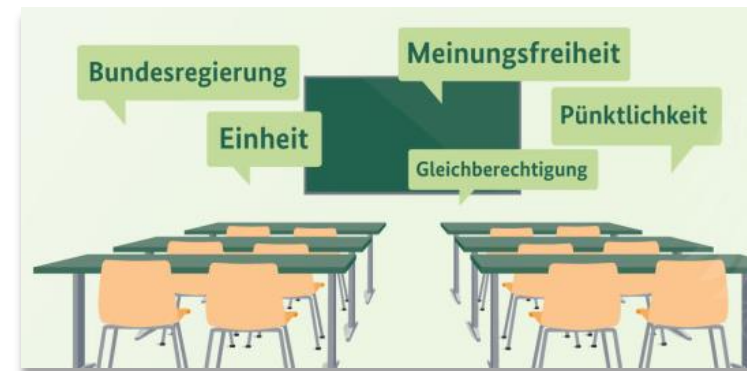 Bundesregierung
Meinungsfreiheit
Einheit
Pünktlichkeit
Gleichberechtigung